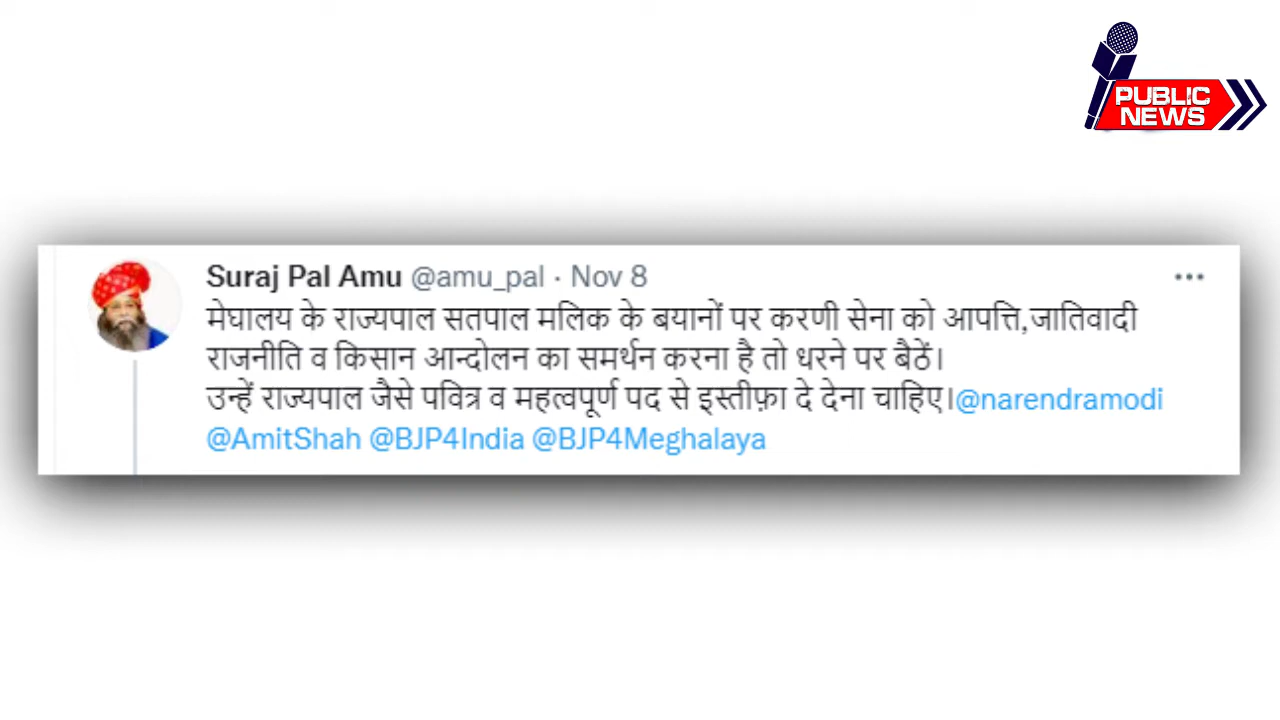 PUBLIC
NEWS
Suraj Pal Amu @amu_pal · Nov 8
मेघालय के राज्यपाल सतपाल मलिक के बयानों पर करणी सेना को आपत्ति,जातिवादी
राजनीति व किसान आन्दोलन का समर्थन करना है तो धरने पर बैठें।
उन्हें राज्यपाल जैसे पवित्र व महत्वपूर्ण पद से इस्तीफ़ा दे देना चाहिए।@narendramodi
@AmitShah @BJP4India @BJP4Meghalaya